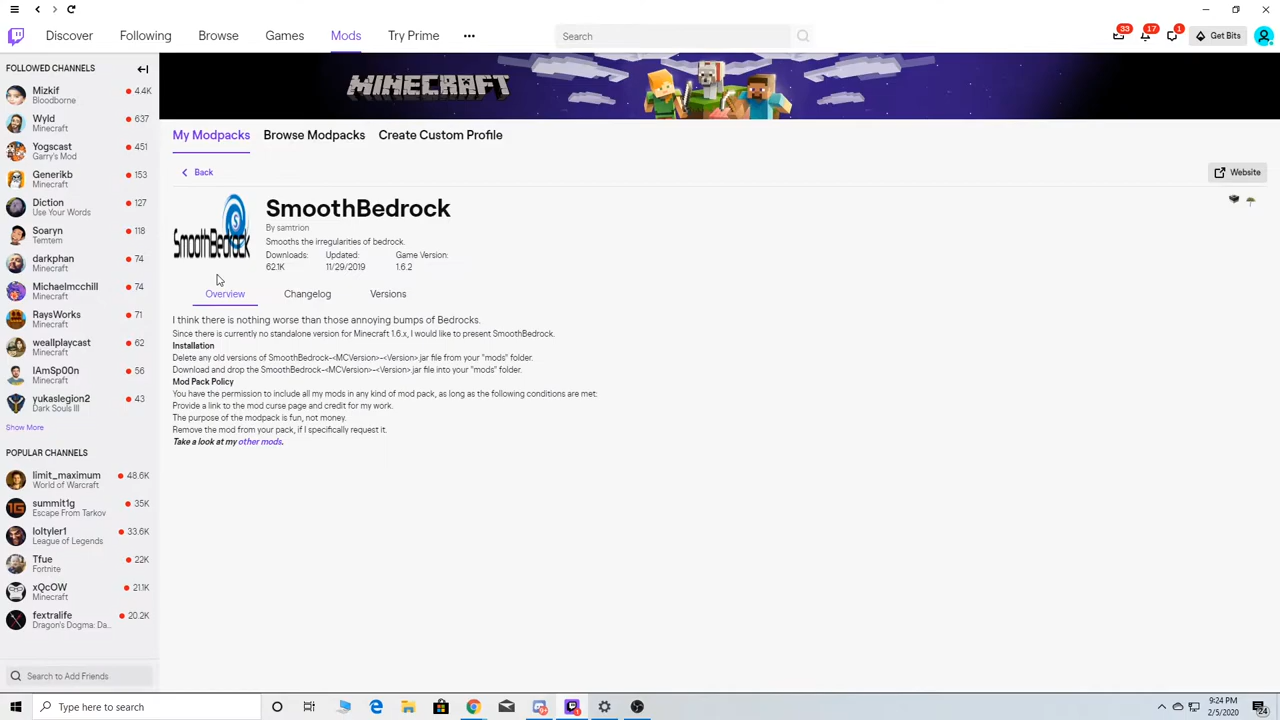 Discover Following Browse Games Mods Try Prime ••• Search 33 17 1 Get Bits
FOLLOWED CHANNELS
Mizkif 4.4K
Bloodborne
Wyld 637
Minecraft
Yogscast 451
Garry's Mod
Generikb 153
Minecraft
Diction 127
Use Your Words
Soaryn 118
Temtem
darkphan 74
Minecraft
Michaelmcchill 74
Minecraft
RaysWorks 71
Minecraft
weallplaycast 62
Minecraft
IAmSp00n 56
Minecraft
yukaslegion2 43
Dark Souls III
Show More
POPULAR CHANNELS
limit_maximum 48.6K
World of Warcraft
summit1g 35K
Escape From Tarkov
loltyler1 33.6K
League of Legends
Tfue 22K
Fortnite
xQcOW 21.1K
Minecraft
fextralife 20.2K
Dragon's Dogma: Da...
Search to Add Friends
MINECRAFT
My Modpacks Browse Modpacks Create Custom Profile
Back Website
SmoothBedrock
SmoothBedrock
By samtrion
Smooths the irregularities of bedrock.
Downloads: Updated: Game Version:
62.1K 11/29/2019 1.6.2
Overview Changelog Versions
I think there is nothing worse than those annoying bumps of Bedrocks.
Since there is currently no standalone version for Minecraft 1.6.x, I would like to present SmoothBedrock.
Installation
Delete any old versions of SmoothBedrock-<MCVersion>-<Version>.jar file from your "mods" folder.
Download and drop the SmoothBedrock-<MCVersion>-<Version>.jar file into your "mods" folder.
Mod Pack Policy
You have the permission to include all my mods in any kind of mod pack, as long as the following conditions are met:
Provide a link to the mod curse page and credit for my work.
The purpose of the modpack is fun, not money.
Remove the mod from your pack, if I specifically request it.
Take a look at my other mods.
Type here to search
9:24 PM
2/5/2020
24